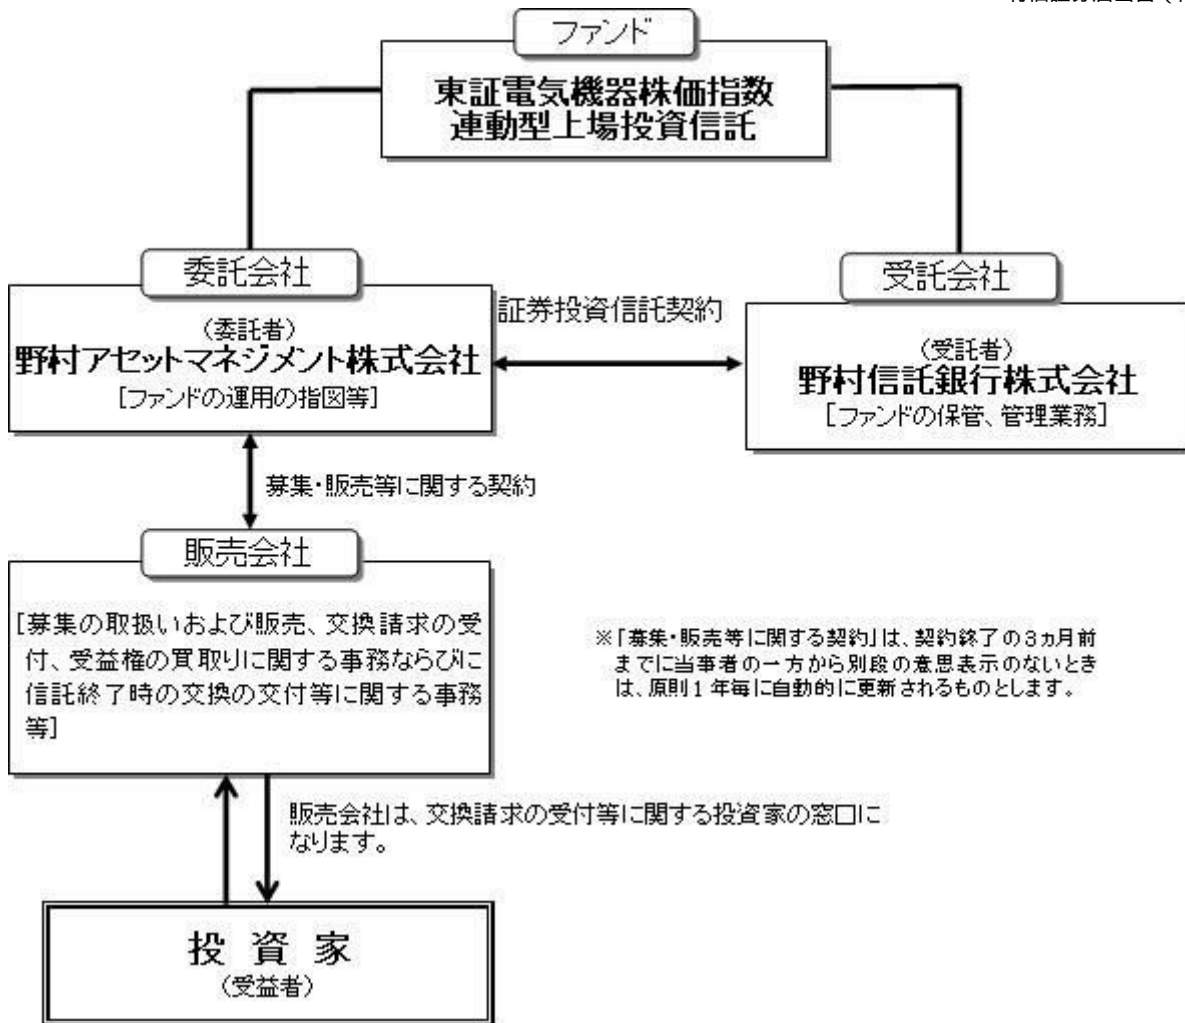 ファンド
東証電気機器株価指数
連動型上場投資信託
委託会社
(委託者)
野村アセットマネジメント株式会社
[ファンドの運用の指図等]
証券投資信託契約
受託会社
(受託者)
野村信託銀行株式会社
[ファンドの保管、管理業務]
募集・販売等に関する契約
販売会社
[募集の取扱いおよび販売、交換請求の受
付、受益権の買取りに関する事務ならびに
信託終了時の交換の交付等に関する事務
等]
※「募集・販売等に関する契約」は、契約終了の3ヵ月前
までに当事者の一方から別段の意思表示のないとき
は、原則1年毎に自動的に更新されるものとします。
販売会社は、交換請求の受付等に関する投資家の窓口に
なります。
投資家
(受益者)